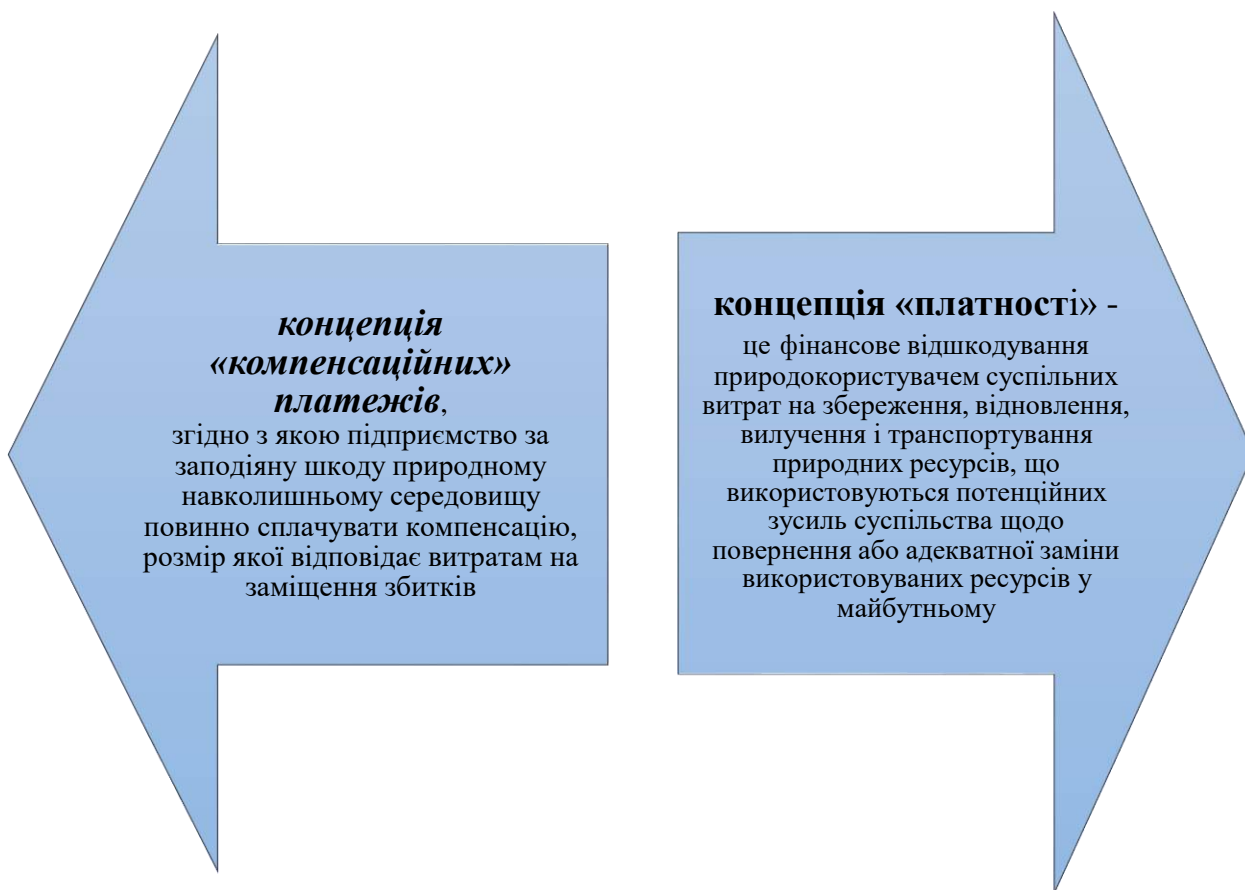 концепція
«компенсаційних»
платежів,
згідно з якою підприємство за
заподіяну шкоду природному
навколишньому середовищу
повинно сплачувати компенсацію,
розмір якої відповідає витратам на
заміщення збитків
концепція «платності» -
це фінансове відшкодування
природокористувачем суспільних
витрат на збереження, відновлення,
вилучення і транспортування
природних ресурсів, що
використовуються потенційних
зусиль суспільства щодо
повернення або адекватної заміни
використовуваних ресурсів у
майбутньому